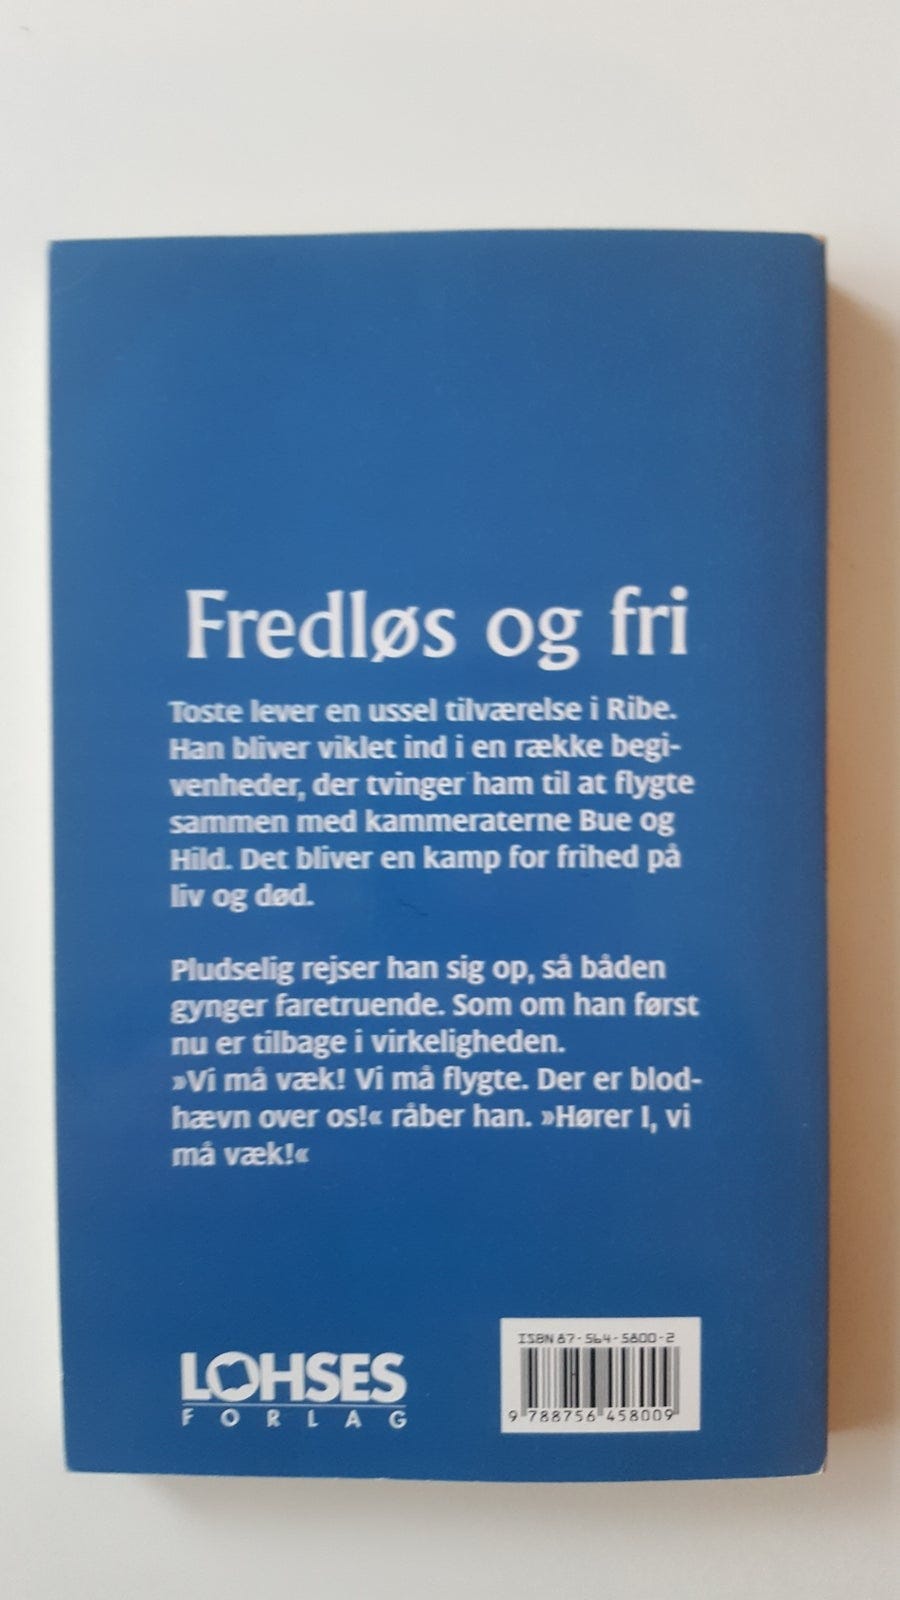 Fredløs og fri
Toste lever en ussel tilværelse i Ribe.
Han bliver viklet ind i en række begi-
venheder, der tvinger ham til at flygte
sammen med kammeraterne Bue og
Hild. Det bliver en kamp for frihed på
liv og død.
Pludselig rejser han sig op, så båden
gynger faretruende. Som om han først
nu er tilbage i virkeligheden.
»Vi må væk! Vi må flygte. Der er blod-
hævn over os!« råber han. »Hører I, vi
må væk!«
LOHSES
FORLAG
ISBN 87-564-5800-2
9 788756 458009